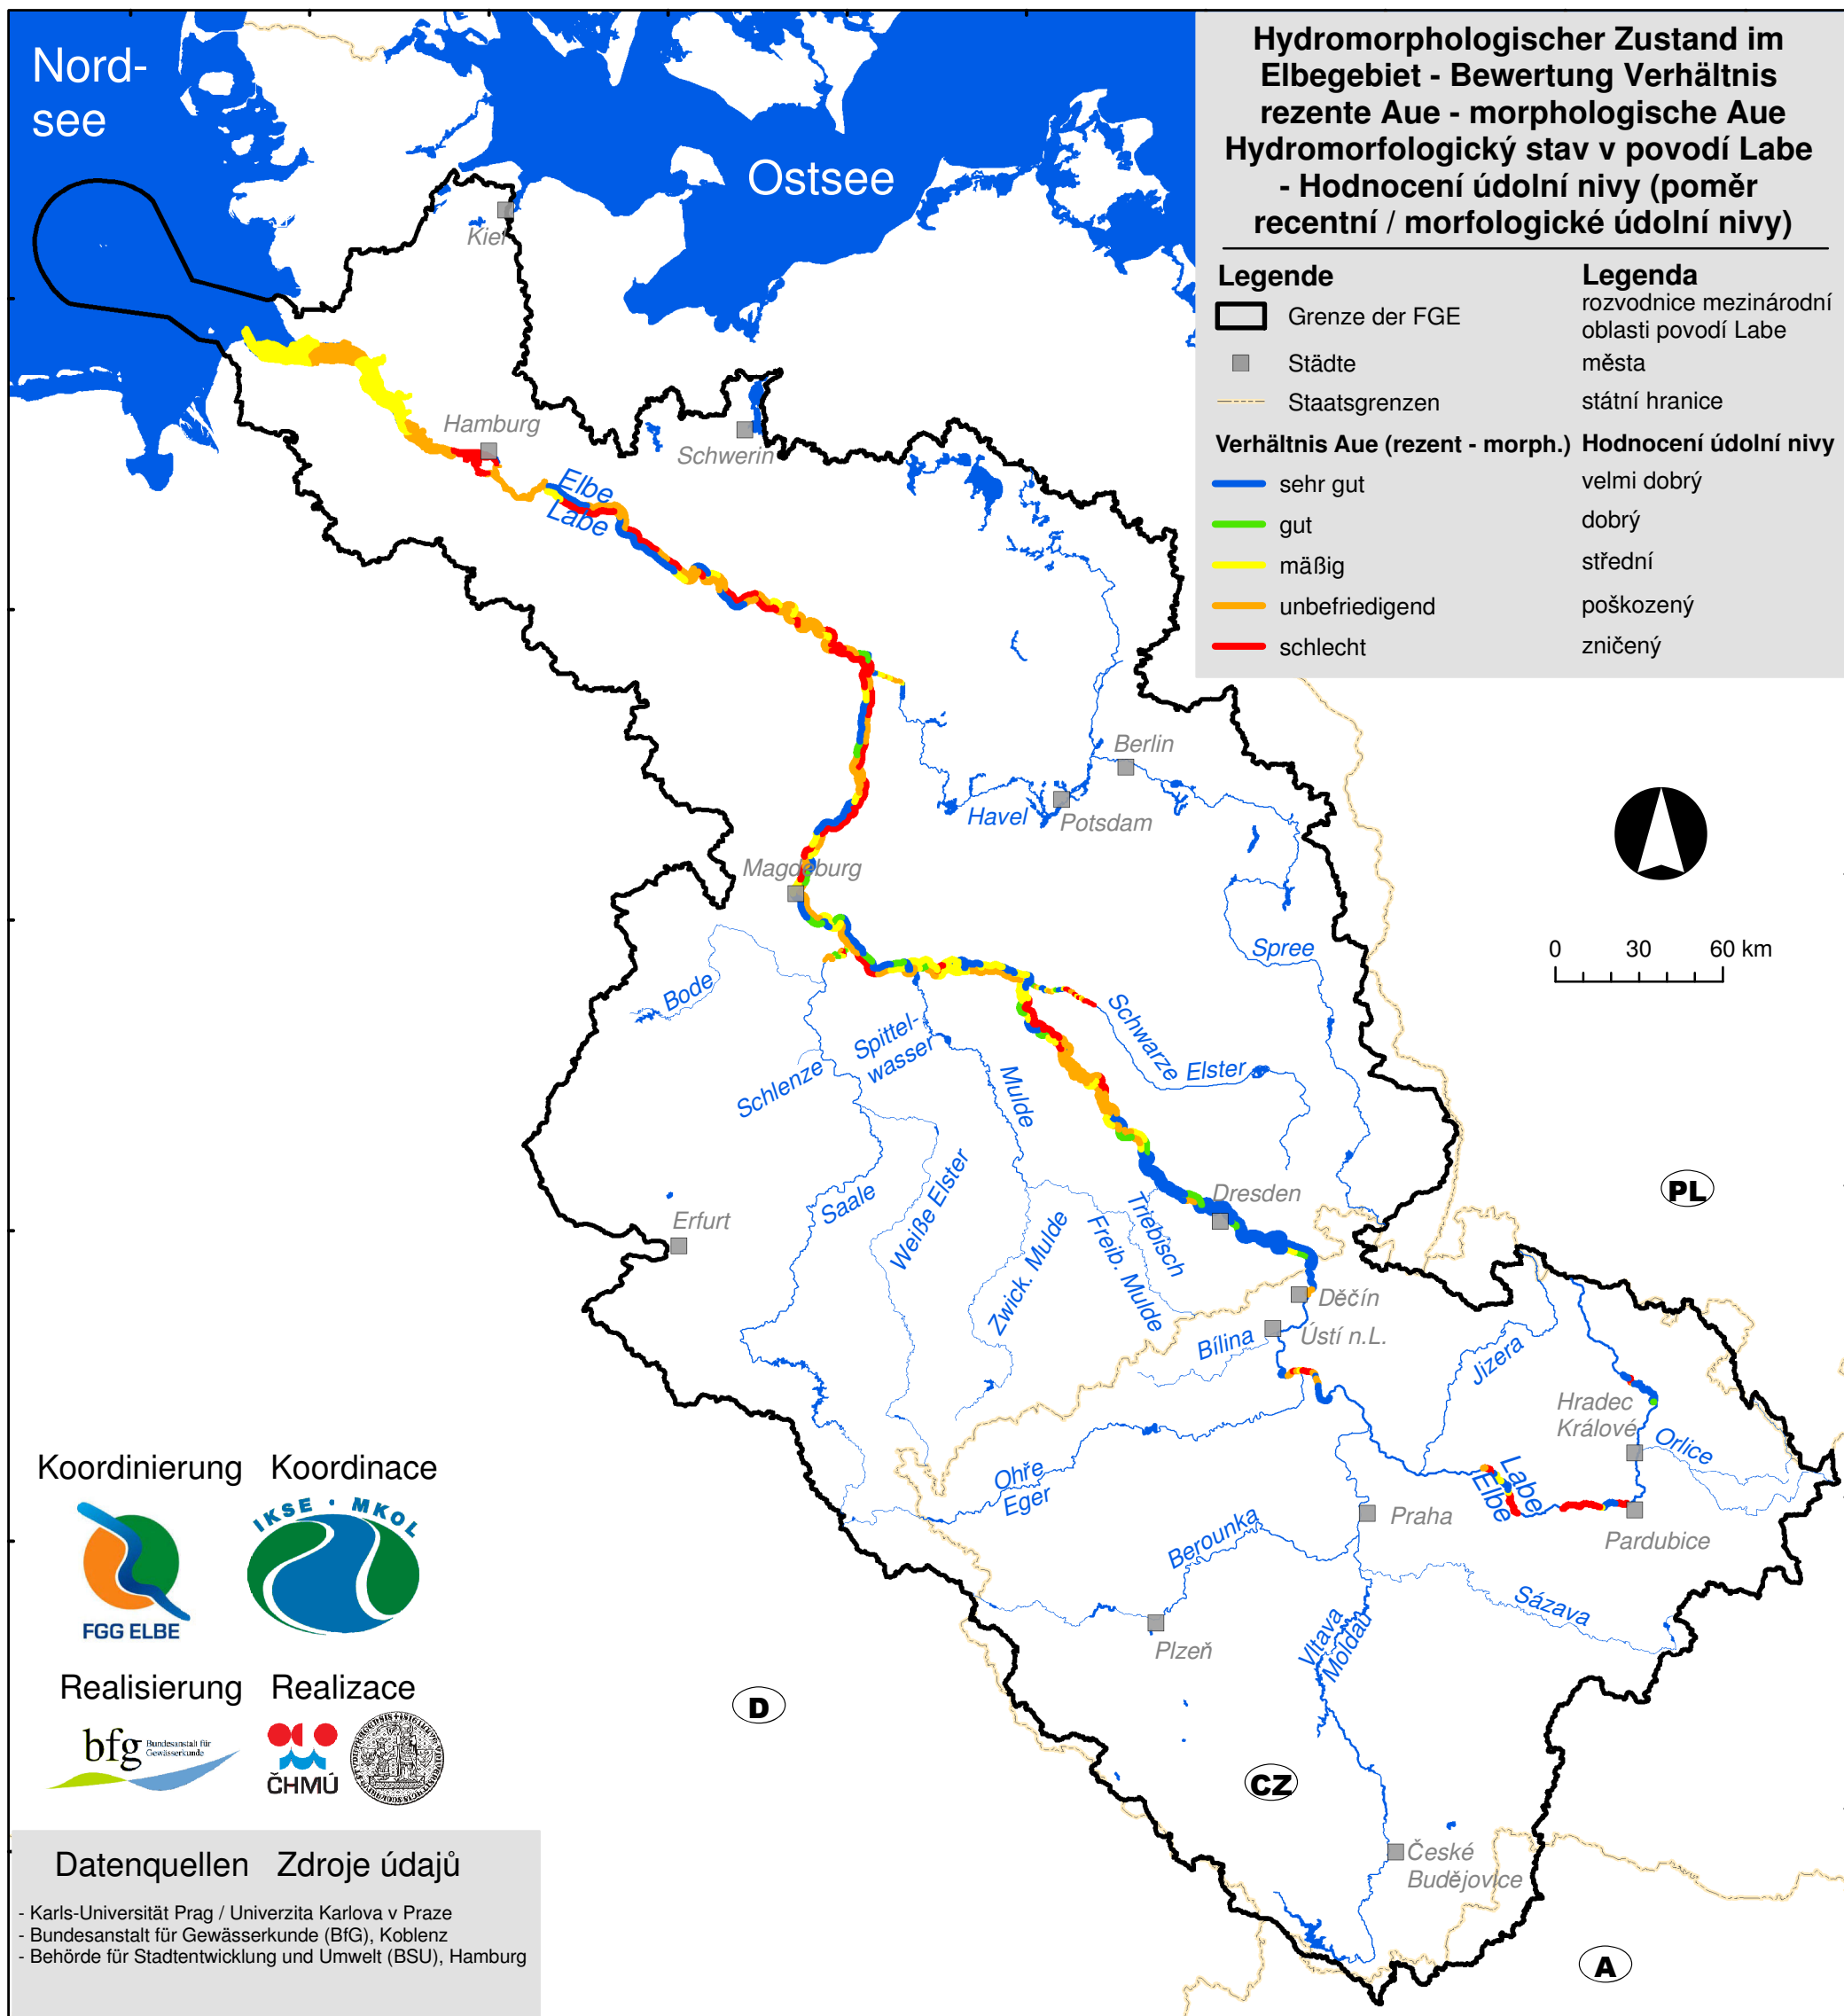 Nord-
see
Ostsee
Hydromorphologischer Zustand im
Elbegebiet - Bewertung Verhältnis
rezente Aue - morphologische Aue
Hydromorfologický stav v povodí Labe
- Hodnocení údolní nivy (poměr
recentní / morfologické údolní nivy)
Legende Legenda
Grenze der FGE rozvodnice mezinárodní
oblasti povodí Labe
Städte města
Staatsgrenzen státní hranice
Verhältnis Aue (rezent - morph.) Hodnocení údolní nivy
sehr gut velmi dobrý
gut dobrý
mäßig střední
unbefriedigend poškozený
schlecht zničený
Kiel
Hamburg
Schwerin
Elbe
Labe
Berlin
Havel
Potsdam
Magdeburg
0 30 60 km
Spree
Bode
Spittel-
wasser
Schlenze
Mulde
Schwarze
Elster
Saale
Weiße Elster
Zwick. Mulde
Freib. Mulde
Triebisch
Dresden
Erfurt
PL
Děčín
Ústí n.L.
Bílina
Jizera
Hradec
Králové
Orlice
Labe
Elbe
Ohře
Eger
Praha
Pardubice
Berounka
Sázava
Plzeň
Vltava
Moldau
D
CZ
České
Budějovice
A
Koordinierung Koordinace
FGG ELBE
IKSE · MKOL
Realisierung Realizace
bfg Bundesanstalt für
Gewässerkunde
ČHMÚ
Datenquellen Zdroje údajů
- Karls-Universität Prag / Univerzita Karlova v Praze
- Bundesanstalt für Gewässerkunde (BfG), Koblenz
- Behörde für Stadtentwicklung und Umwelt (BSU), Hamburg